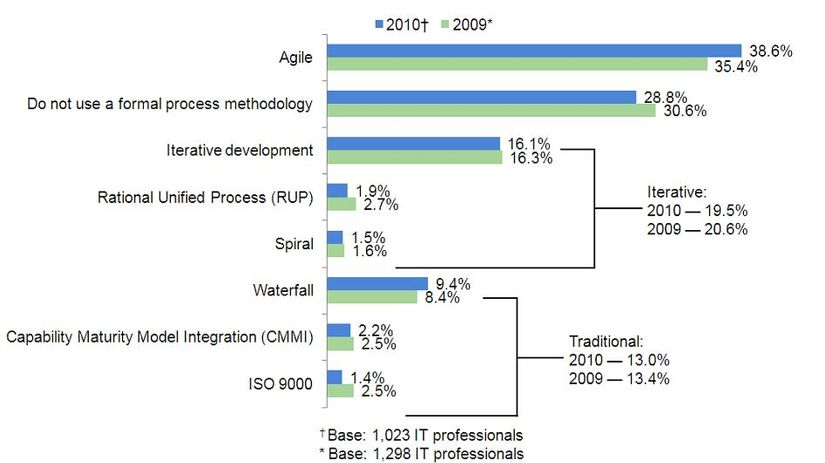 2010† 2009*
Agile 38.6%
35.4%
Do not use a formal process methodology 28.8%
30.6%
Iterative development 16.1%
16.3%
Rational Unified Process (RUP) 1.9%
2.7%
Spiral 1.5%
1.6%
Iterative:
2010 — 19.5%
2009 — 20.6%
Waterfall 9.4%
8.4%
Capability Maturity Model Integration (CMMI) 2.2%
2.5%
ISO 9000 1.4%
2.5%
Traditional:
2010 — 13.0%
2009 — 13.4%
† Base: 1,023 IT professionals
* Base: 1,298 IT professionals